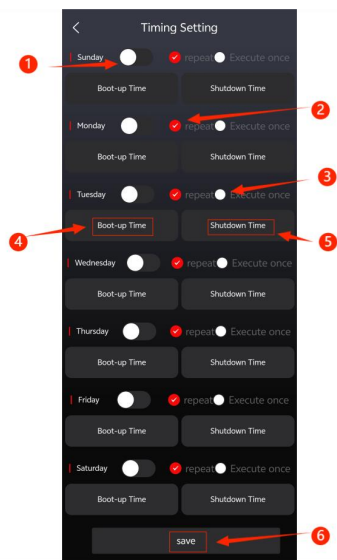 Timing Setting
Sunday repeat Execute once
1
Boot-up Time Shutdown Time
2
Monday repeat Execute once
Boot-up Time Shutdown Time
3
Tuesday repeat Execute once
4 Boot-up Time Shutdown Time 5
Wednesday repeat Execute once
Boot-up Time Shutdown Time
Thursday repeat Execute once
Boot-up Time Shutdown Time
Friday repeat Execute once
Boot-up Time Shutdown Time
Saturday repeat Execute once
Boot-up Time Shutdown Time
save 6